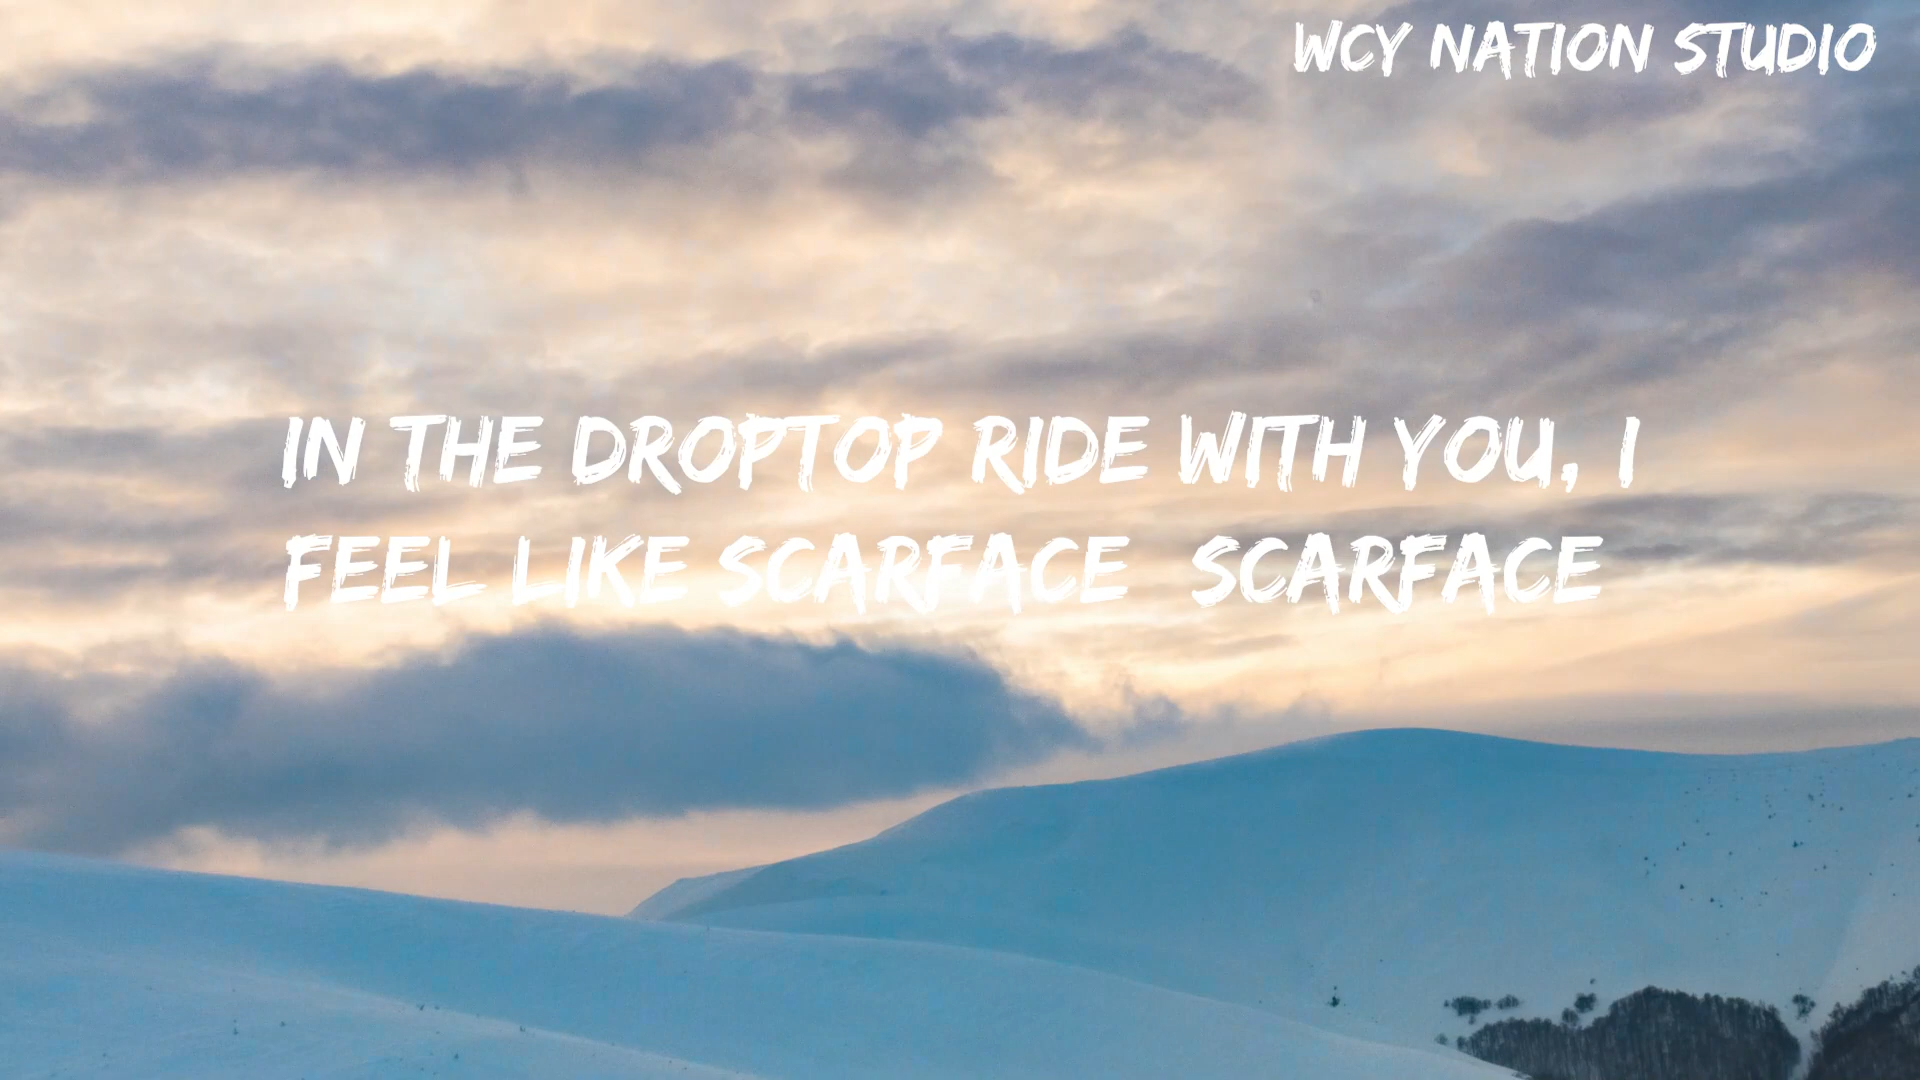 WCY NATION STUDIO
IN THE DROPTOP RIDE WITH YOU, I
FEEL LIKE SCARFACE SCARFACE